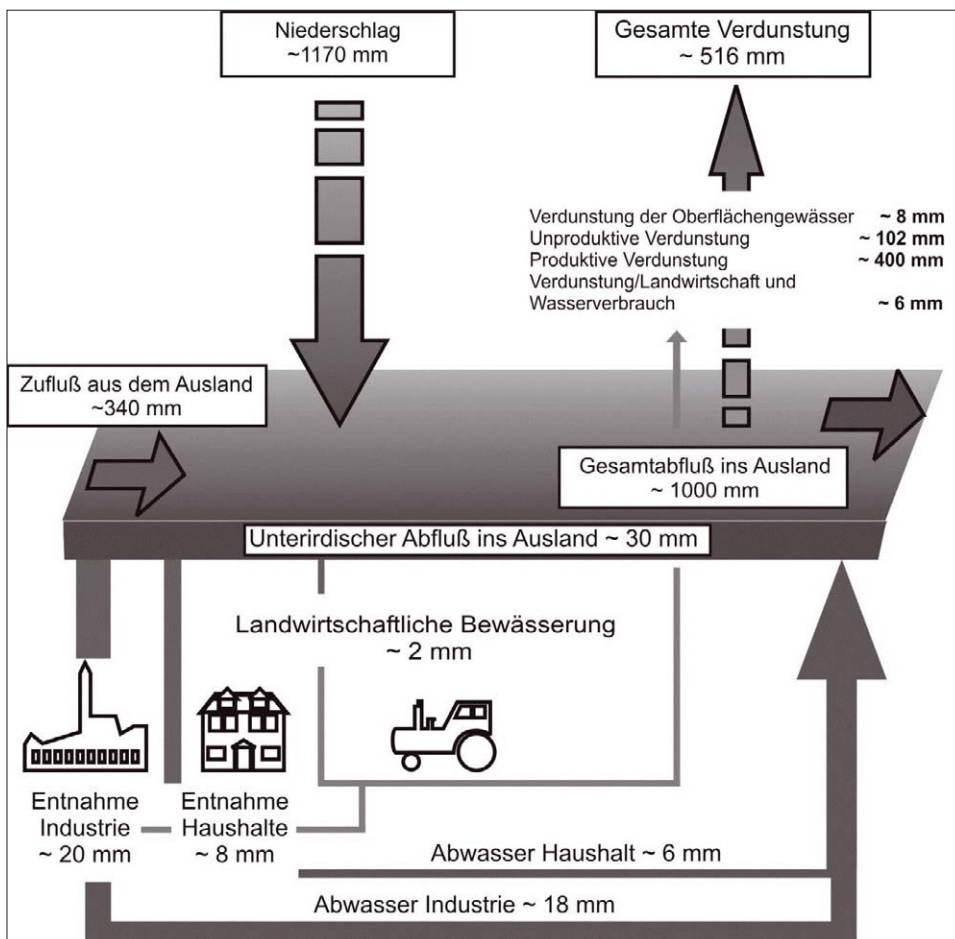 Niederschlag
~1170 mm
Gesamte Verdunstung
~ 516 mm
Verdunstung der Oberflächengewässer ~ 8 mm
Unproduktive Verdunstung ~ 102 mm
Produktive Verdunstung ~ 400 mm
Verdunstung/Landwirtschaft und
Wasserverbrauch ~ 6 mm
Zufluß aus dem Ausland
~340 mm
Gesamtabfluß ins Ausland
~ 1000 mm
Unterirdischer Abfluß ins Ausland ~ 30 mm
Landwirtschaftliche Bewässerung
~ 2 mm
Entnahme
Industrie
~ 20 mm
Entnahme
Haushalte
~ 8 mm
Abwasser Haushalt ~ 6 mm
Abwasser Industrie ~ 18 mm